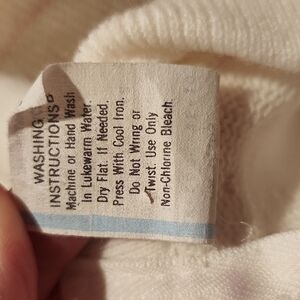 WASHING
INSTRUCTIONS
Machine or Hand Wash
In Lukewarm Water.
Dry Flat. If Needed,
Press With Cool Iron.
Do Not Wring or
Twist. Use Only
Non-Chlorine Bleach.